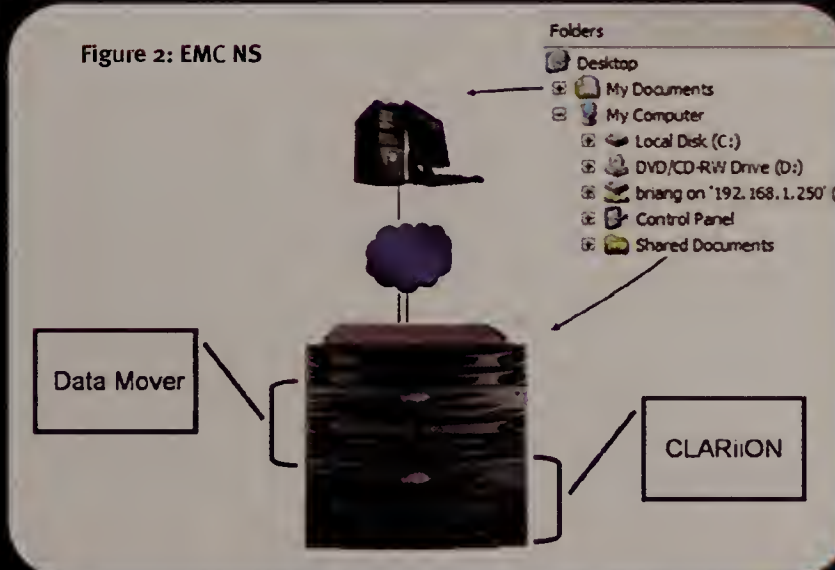 Figure 2: EMC NS
Folders
Desktop
My Documents
My Computer
Local Disk (C:)
DVD/CD-RW Drive (D:)
briang on '192.168.1.250' (
Control Panel
Shared Documents
Data Mover
CLARiiON